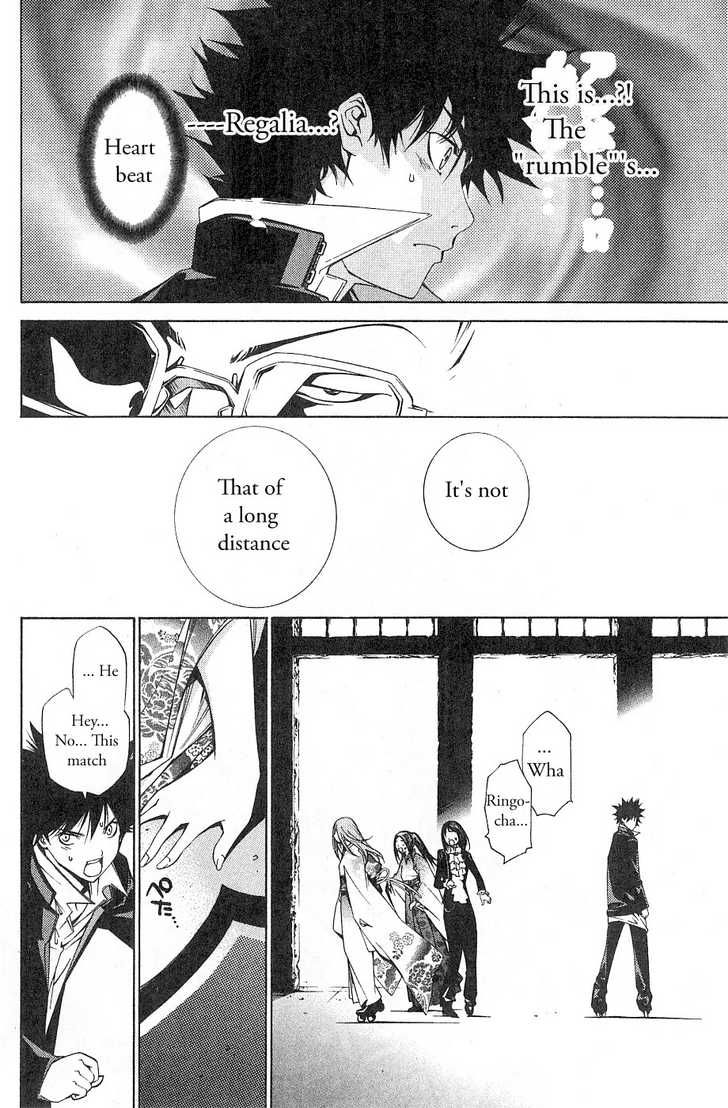 This is...?!
The
"rumble"'s...
----Regalia...?
Heart
beat
It's not
That of
a long
distance
...
Wha
Ringo-
cha...
... He
Hey...
No... This
match